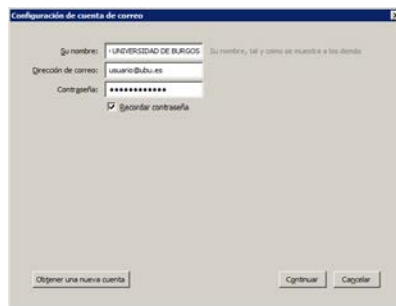 Configuración de cuenta de correo
Su nombre: - UNIVERSIDAD DE BURGOS Su nombre, tal y como se muestra a los demás
Dirección de correo: usuario@ubu.es
Contraseña: ••••••••••••
Recordar contraseña
Obtener una nueva cuenta Continuar Cancelar